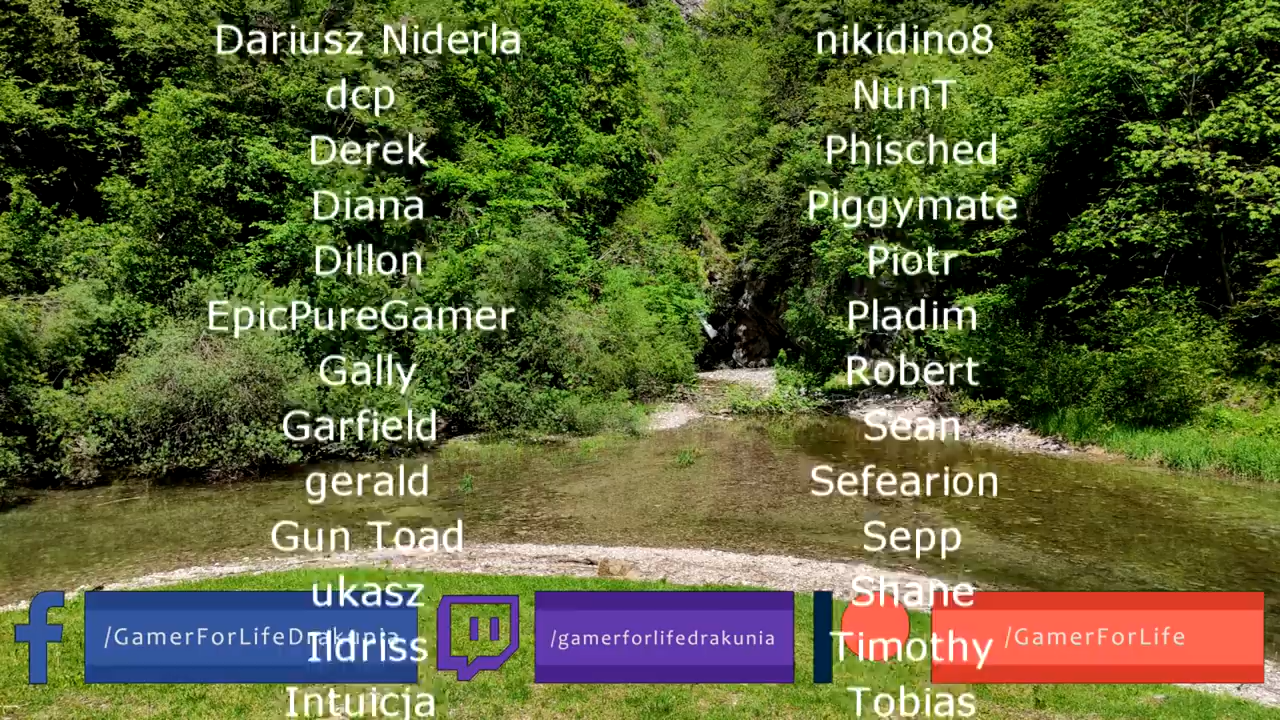 Dariusz Niderla
dcp
Derek
Diana
Dillon
EpicPureGamer
Gally
Garfield
gerald
Gun Toad
ukasz
Ildriss
Intuicja
nikidino8
NunT
Phisched
Piggymate
Piotr
Pladim
Robert
Sean
Sefearion
Sepp
Shane
Timothy
Tobias
/GamerForLifeDrakunia
/gamerforlifedrakunia
/GamerForLife